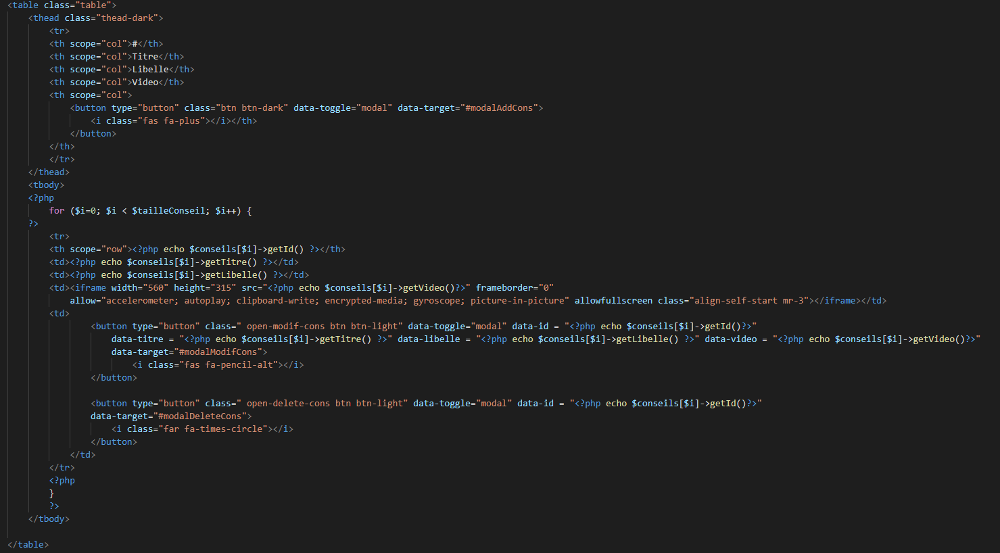 <table class="table">
<thead class="thead-dark">
<tr>
<th scope="col">#</th>
<th scope="col">Titre</th>
<th scope="col">Libelle</th>
<th scope="col">Video</th>
<th scope="col">
<button type="button" class="btn btn-dark" data-toggle="modal" data-target="#modalAddCons">
<i class="fas fa-plus"></i></th>
</button>
</th>
</tr>
</thead>
<tbody>
<?php
for ($i=0; $i < $tailleConseil; $i++) {
?>
<tr>
<th scope="row"><?php echo $conseils[$i]->getId() ?></th>
<td><?php echo $conseils[$i]->getTitre() ?></td>
<td><?php echo $conseils[$i]->getLibelle() ?></td>
<td><iframe width="560" height="315" src="<?php echo $conseils[$i]->getVideo()?>" frameborder="0"
allow="accelerometer; autoplay; clipboard-write; encrypted-media; gyroscope; picture-in-picture" allowfullscreen class="align-self-start mr-3"></iframe></td>
<td>
<button type="button" class=" open-modif-cons btn btn-light" data-toggle="modal" data-id = "<?php echo $conseils[$i]->getId()?>"
data-titre = "<?php echo $conseils[$i]->getTitre() ?>" data-libelle = "<?php echo $conseils[$i]->getLibelle() ?>" data-video = "<?php echo $conseils[$i]->getVideo()?>"
data-target="#modalModifCons">
<i class="fas fa-pencil-alt"></i>
</button>
<button type="button" class=" open-delete-cons btn btn-light" data-toggle="modal" data-id = "<?php echo $conseils[$i]->getId()?>"
data-target="#modalDeleteCons">
<i class="far fa-times-circle"></i>
</button>
</td>
</tr>
<?php
}
?>
</tbody>
</table>